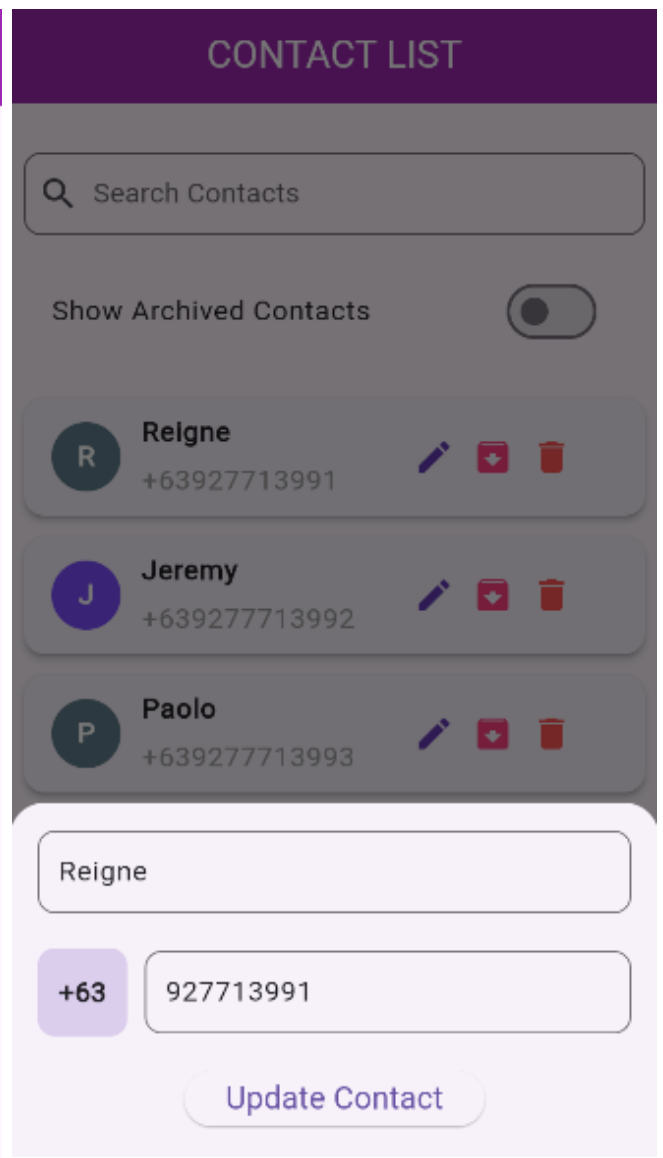 CONTACT LIST
Search Contacts
Show Archived Contacts
R
Reigne
+63927713991
J
Jeremy
+639277713992
P
Paolo
+639277713993
Reigne
+63 927713991
Update Contact